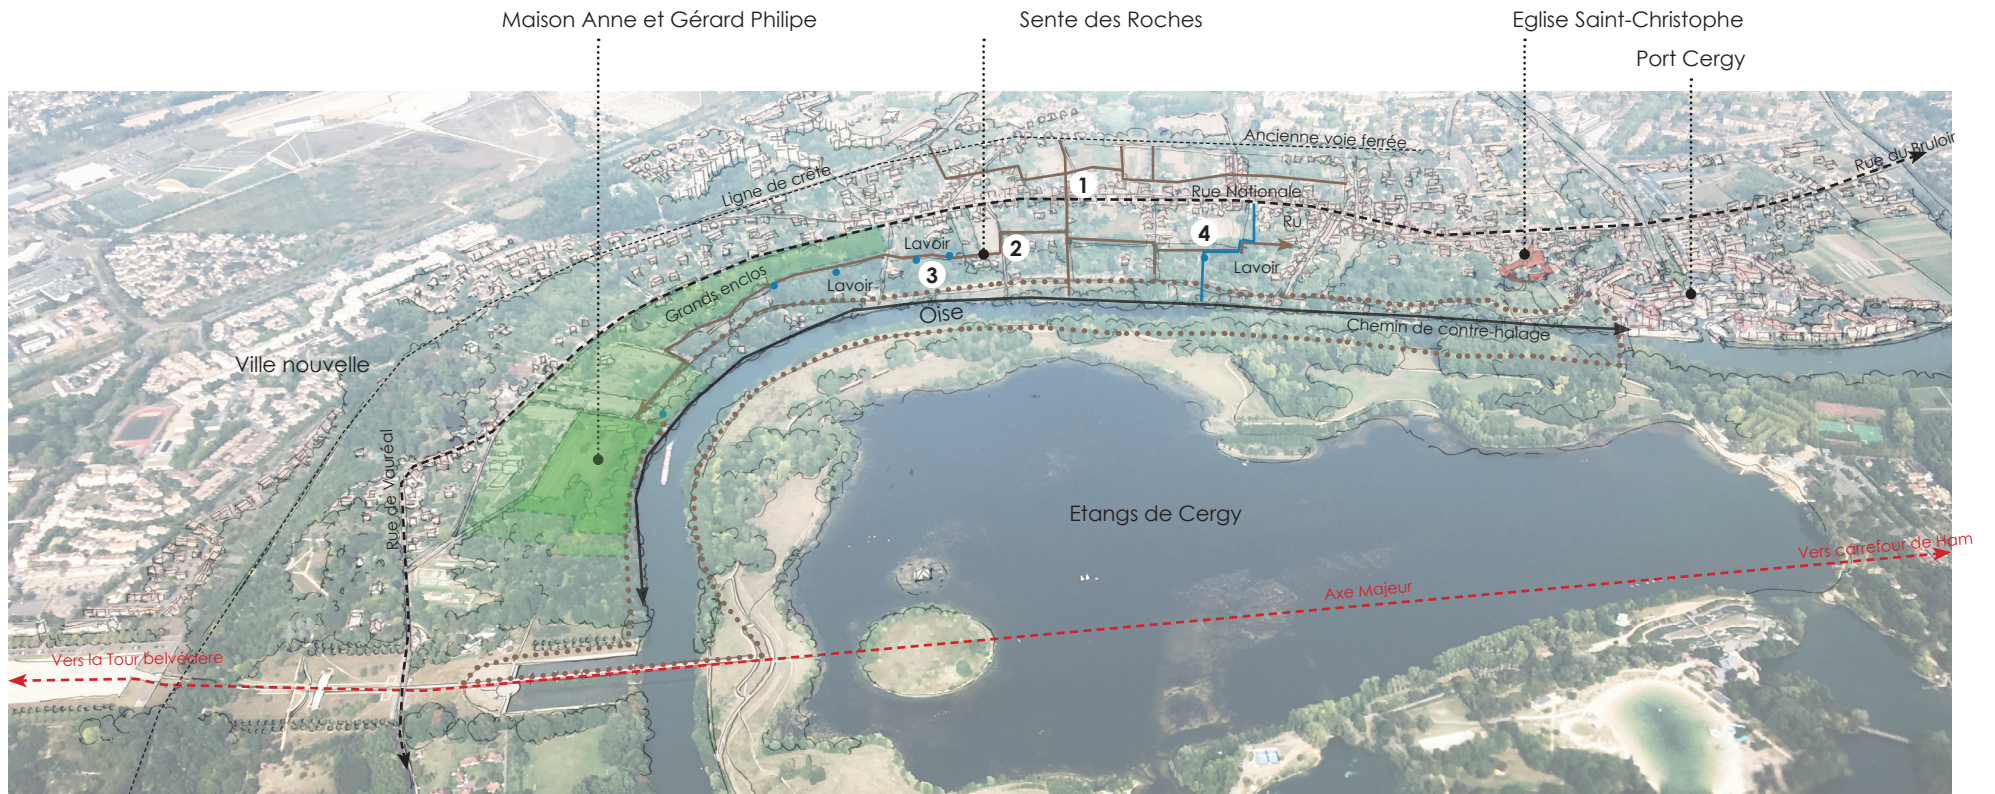 Maison Anne et Gérard Philipe
Sente des Roches
Eglise Saint-Christophe
Port Cergy
Ancienne voie ferrée
Rue du Bruloir
Ligne de crête
1
Rue Nationale
Ru
4
Lavoir
2
3
Lavoir
Lavoir
Grands enclos
Oise
Chemin de contre-halage
Ville nouvelle
Rue de Vauréal
Etangs de Cergy
Vers carrefour de Ham
Axe Majeur
Vers la Tour belvédère